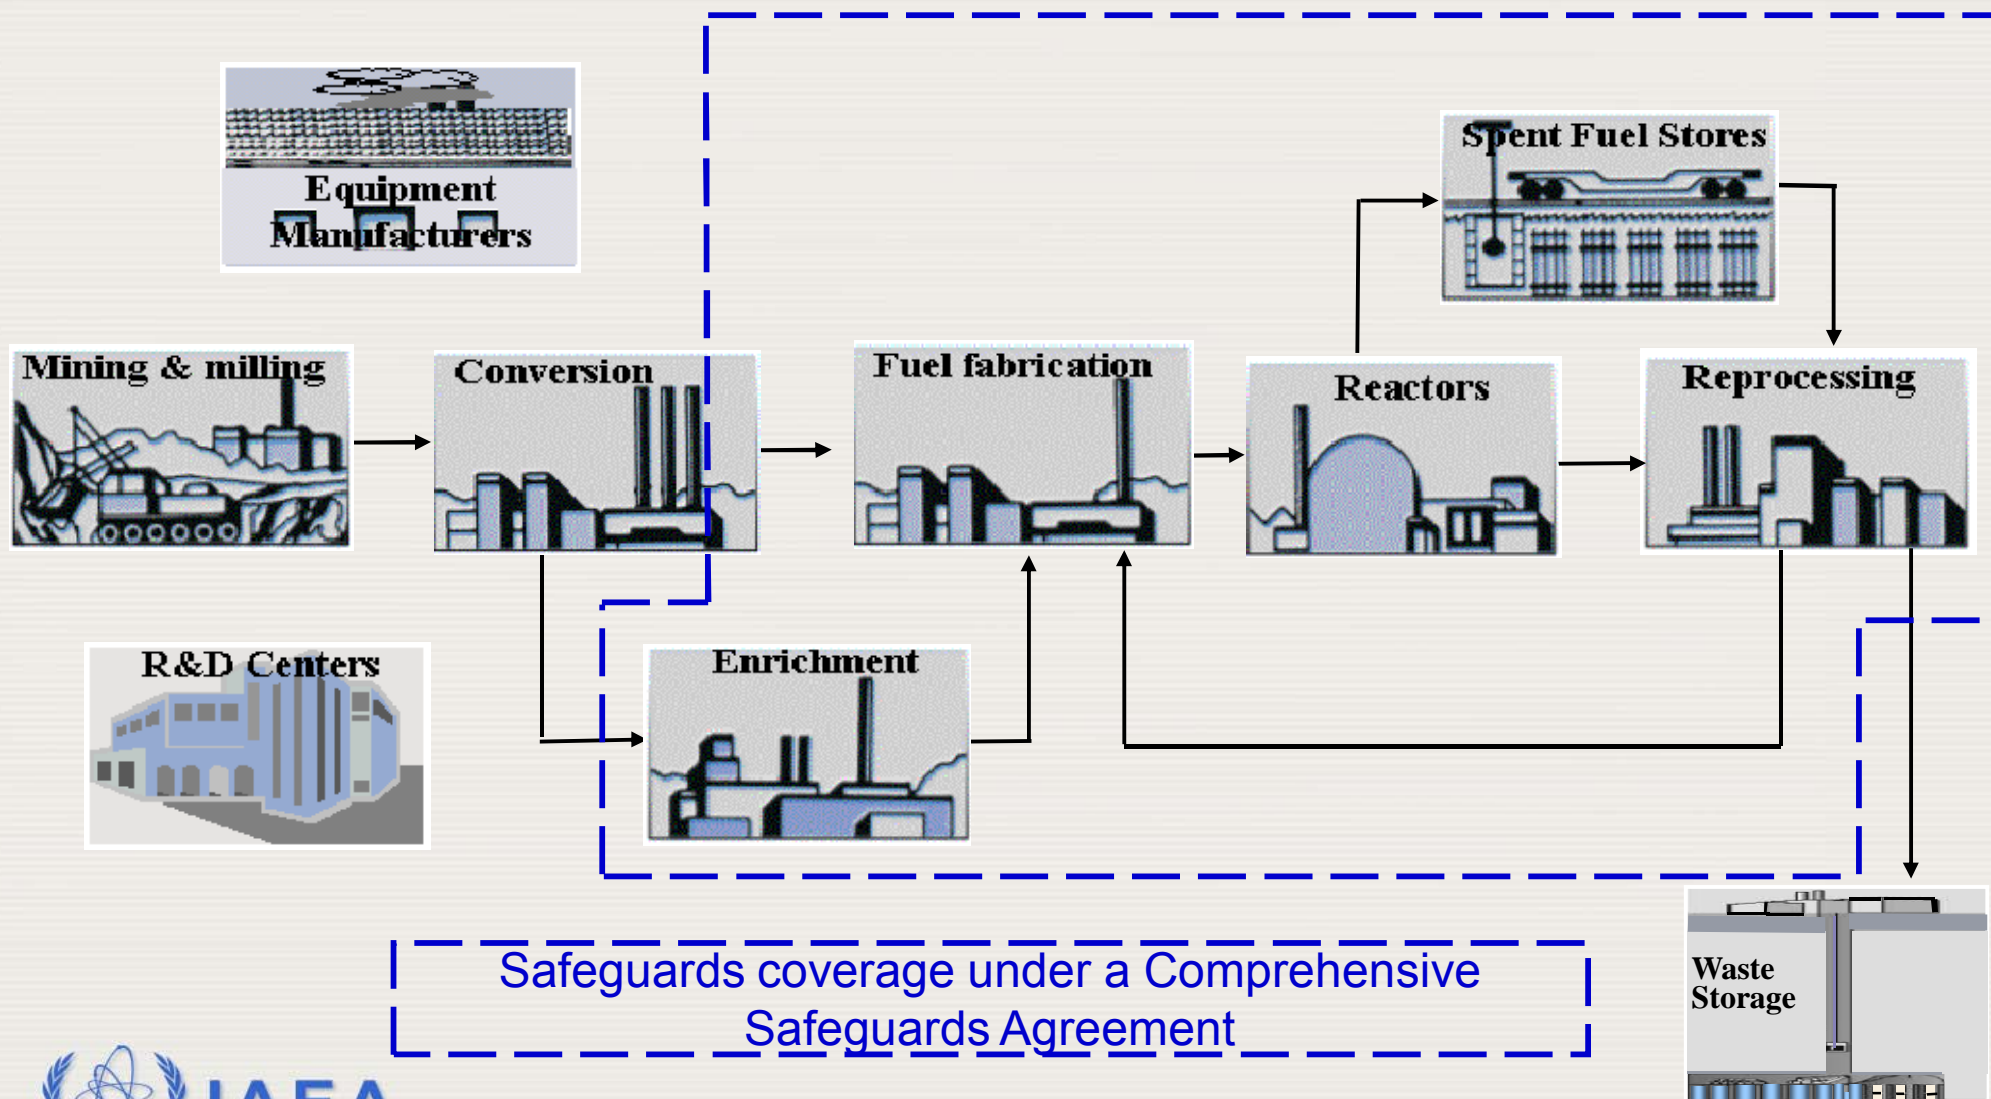 Equipment
Manufacturers
Spent Fuel Stores
Mining & milling
Conversion
Fuel fabrication
Reactors
Reprocessing
R&D Centers
Enrichment
Safeguards coverage under a Comprehensive
Safeguards Agreement
Waste
Storage
IAEA